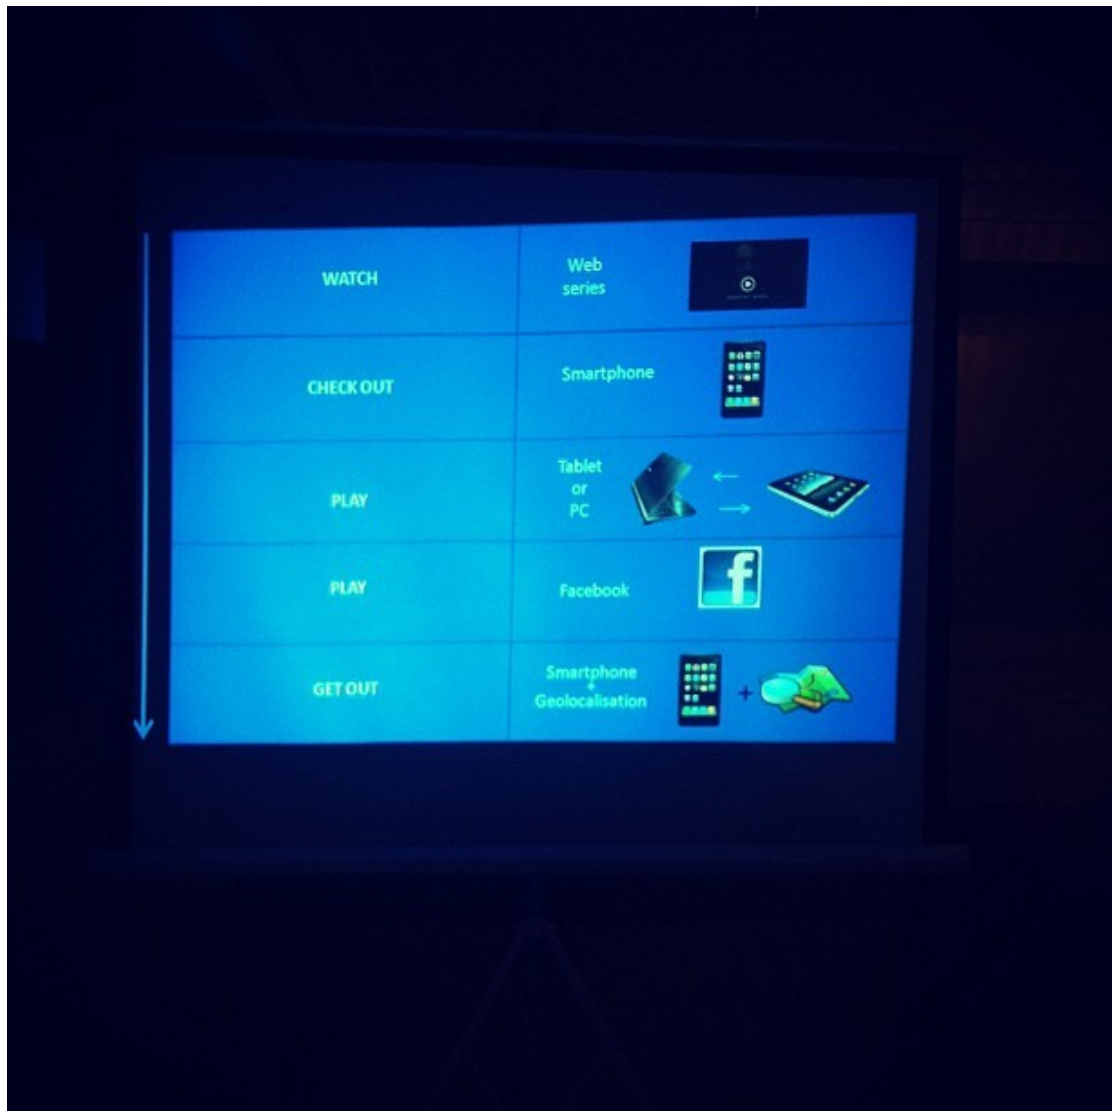 WATCH
Web
series
CHECK OUT
Smartphone
PLAY
Tablet
or
PC
PLAY
Facebook
f
GET OUT
Smartphone
+
Geolocalisation
+